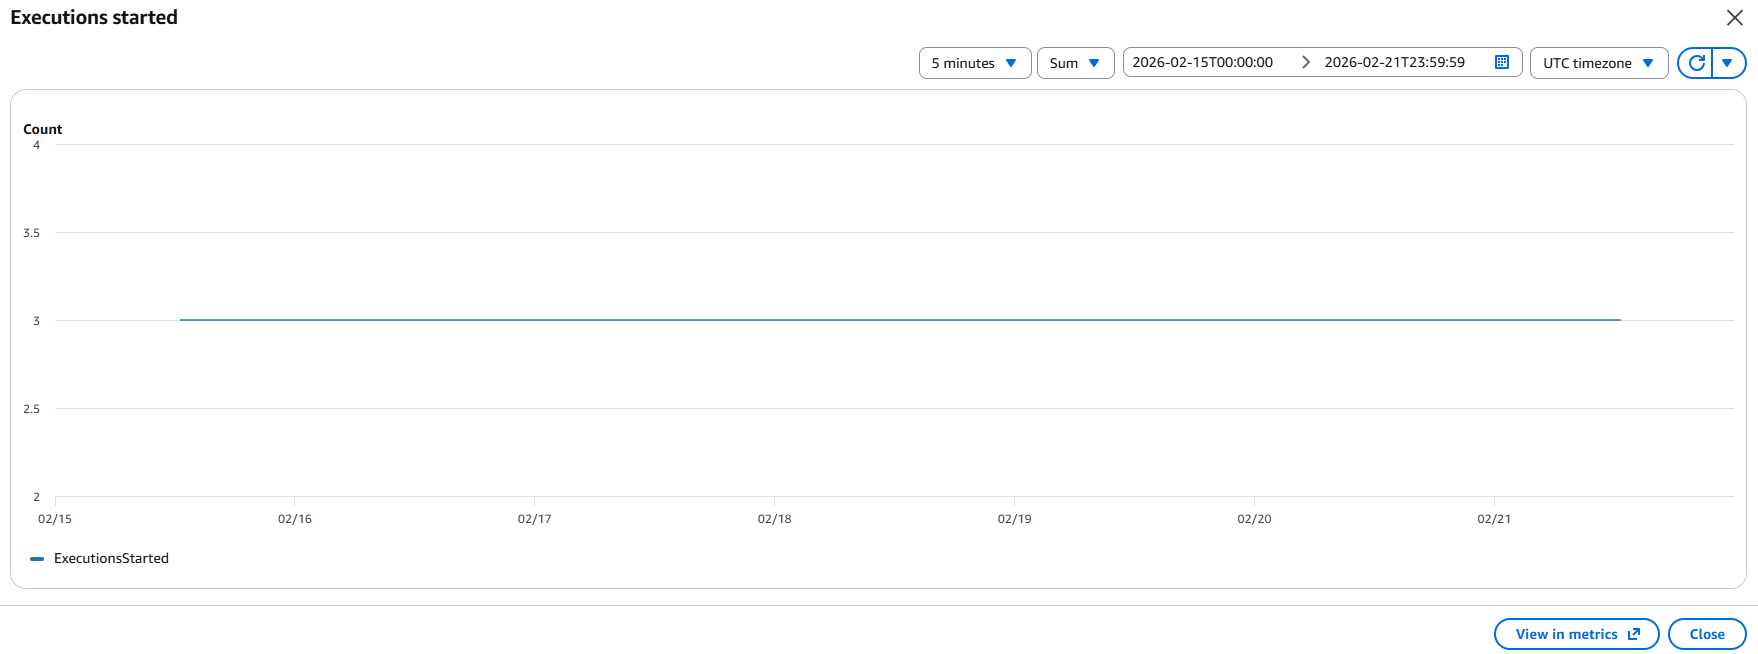 Executions started
5 minutes Sum 2026-02-15T00:00:00 2026-02-21T23:59:59 UTC timezone
Count
4
3.5
3
2.5
2
02/15 02/16 02/17 02/18 02/19 02/20 02/21
ExecutionsStarted
View in metrics Close